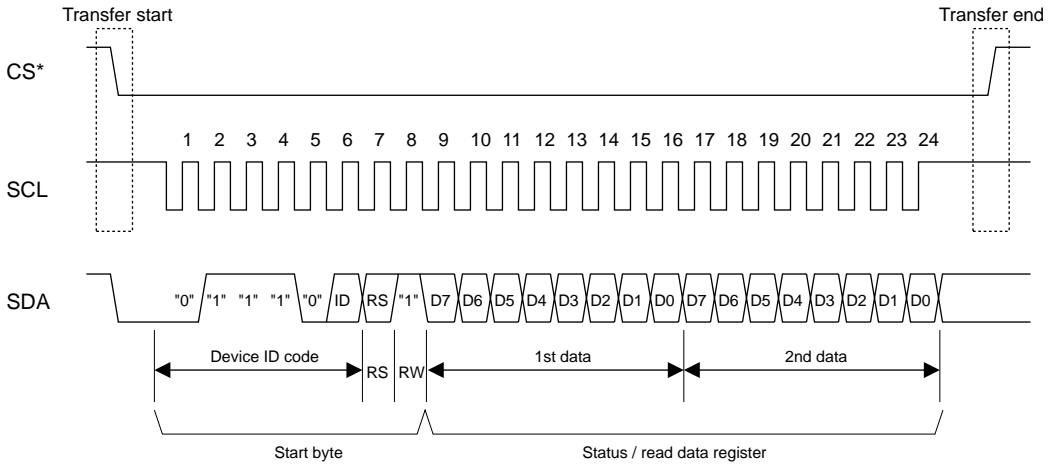 Transfer start Transfer end
CS*
1 2 3 4 5 6 7 8 9 10 11 12 13 14 15 16 17 18 19 20 21 22 23 24
SCL
SDA "0" "1" "1" "1" "0" ID RS "1" D7 D6 D5 D4 D3 D2 D1 D0 D7 D6 D5 D4 D3 D2 D1 D0
Device ID code RS RW 1st data 2nd data
Start byte Status / read data register